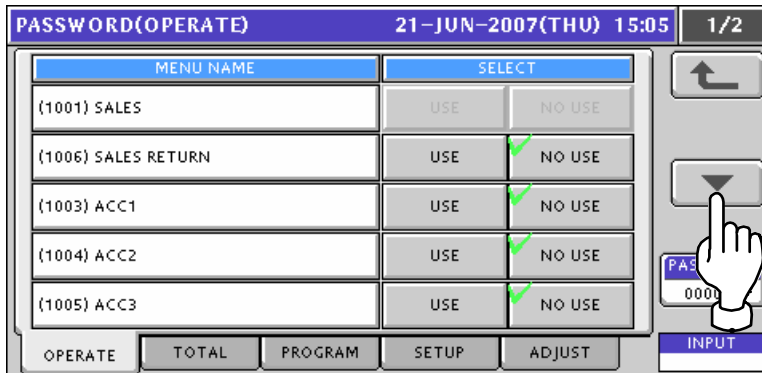 PASSWORD(OPERATE) 21-JUN-2007(THU) 15:05 1/2
MENU NAME SELECT
(1001) SALES USE NO USE
(1006) SALES RETURN USE NO USE
(1003) ACC1 USE NO USE
(1004) ACC2 USE NO USE
(1005) ACC3 USE NO USE
OPERATE TOTAL PROGRAM SETUP ADJUST INPUT